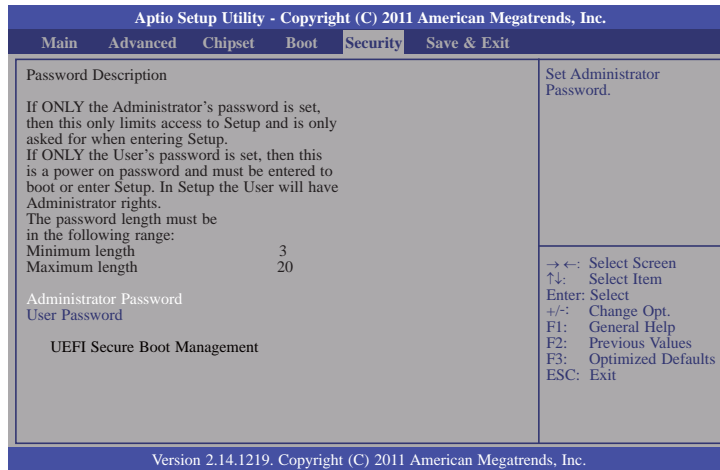 Aptio Setup Utility - Copyright (C) 2011 American Megatrends, Inc.
Main Advanced Chipset Boot Security Save & Exit
Password Description
If ONLY the Administrator's password is set,
then this only limits access to Setup and is only
asked for when entering Setup.
If ONLY the User's password is set, then this
is a power on password and must be entered to
boot or enter Setup. In Setup the User will have
Administrator rights.
The password length must be
in the following range:
Minimum length 3
Maximum length 20
Administrator Password
User Password
UEFI Secure Boot Management
Set Administrator
Password.
→←: Select Screen
↑↓: Select Item
Enter: Select
+/-: Change Opt.
F1: General Help
F2: Previous Values
F3: Optimized Defaults
ESC: Exit
Version 2.14.1219. Copyright (C) 2011 American Megatrends, Inc.